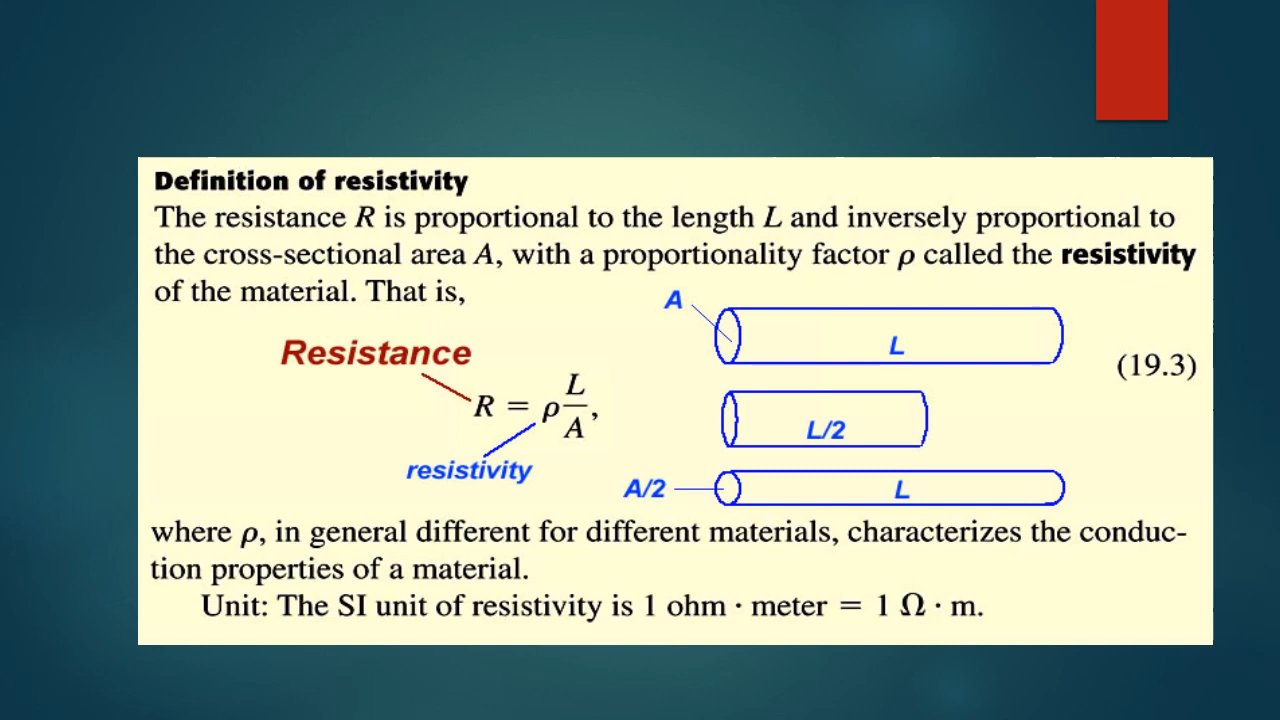 Definition of resistivity
The resistance R is proportional to the length L and inversely proportional to
the cross-sectional area A, with a proportionality factor ρ called the resistivity
of the material. That is,
A
L
Resistance
(19.3)
R = ρ L/A,
L/2
resistivity
A/2
L
where ρ, in general different for different materials, characterizes the conduc-
tion properties of a material.
Unit: The SI unit of resistivity is 1 ohm · meter = 1 Ω · m.